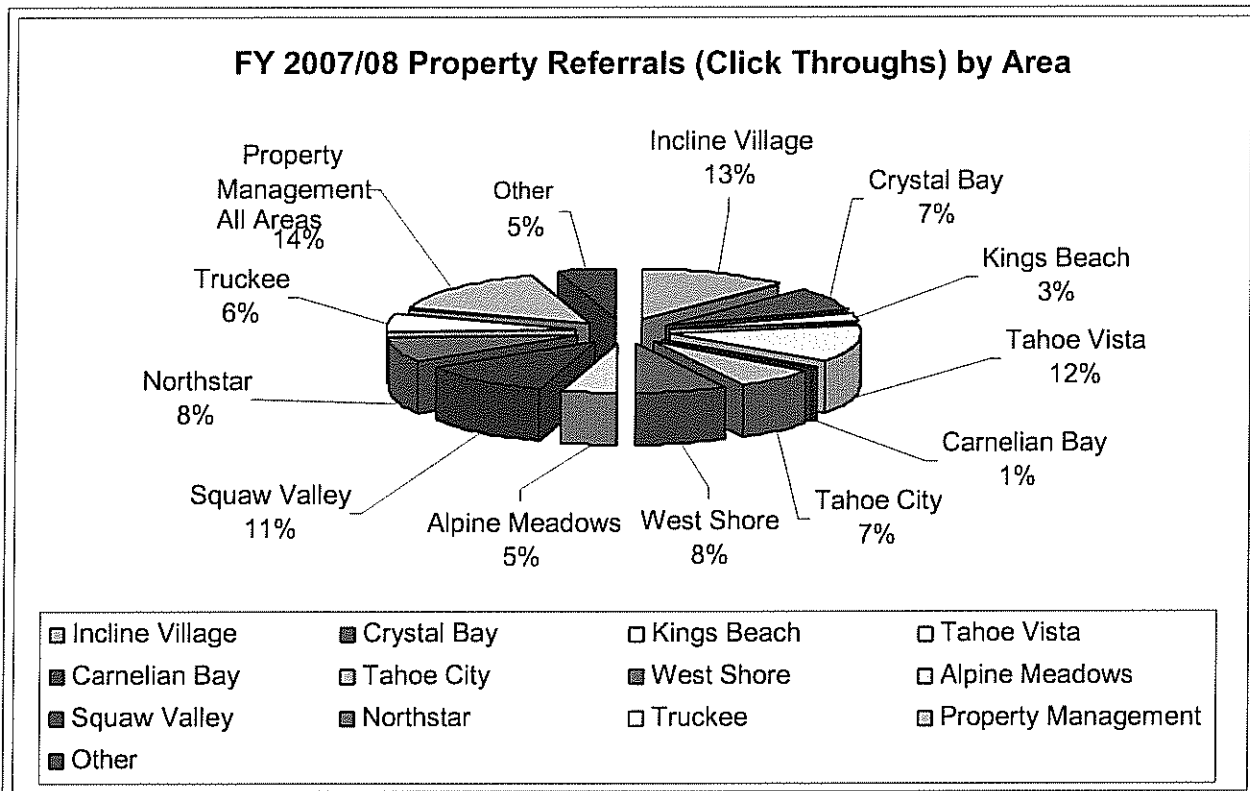 FY 2007/08 Property Referrals (Click Throughs) by Area
Property
Management
All Areas
14%
Other
5%
Incline Village
13%
Crystal Bay
7%
Kings Beach
3%
Tahoe Vista
12%
Carnelian Bay
1%
Tahoe City
7%
West Shore
8%
Alpine Meadows
5%
Squaw Valley
11%
Northstar
8%
Truckee
6%
Incline Village
Crystal Bay
Kings Beach
Tahoe Vista
Carnelian Bay
Tahoe City
West Shore
Alpine Meadows
Squaw Valley
Northstar
Truckee
Property Management
Other